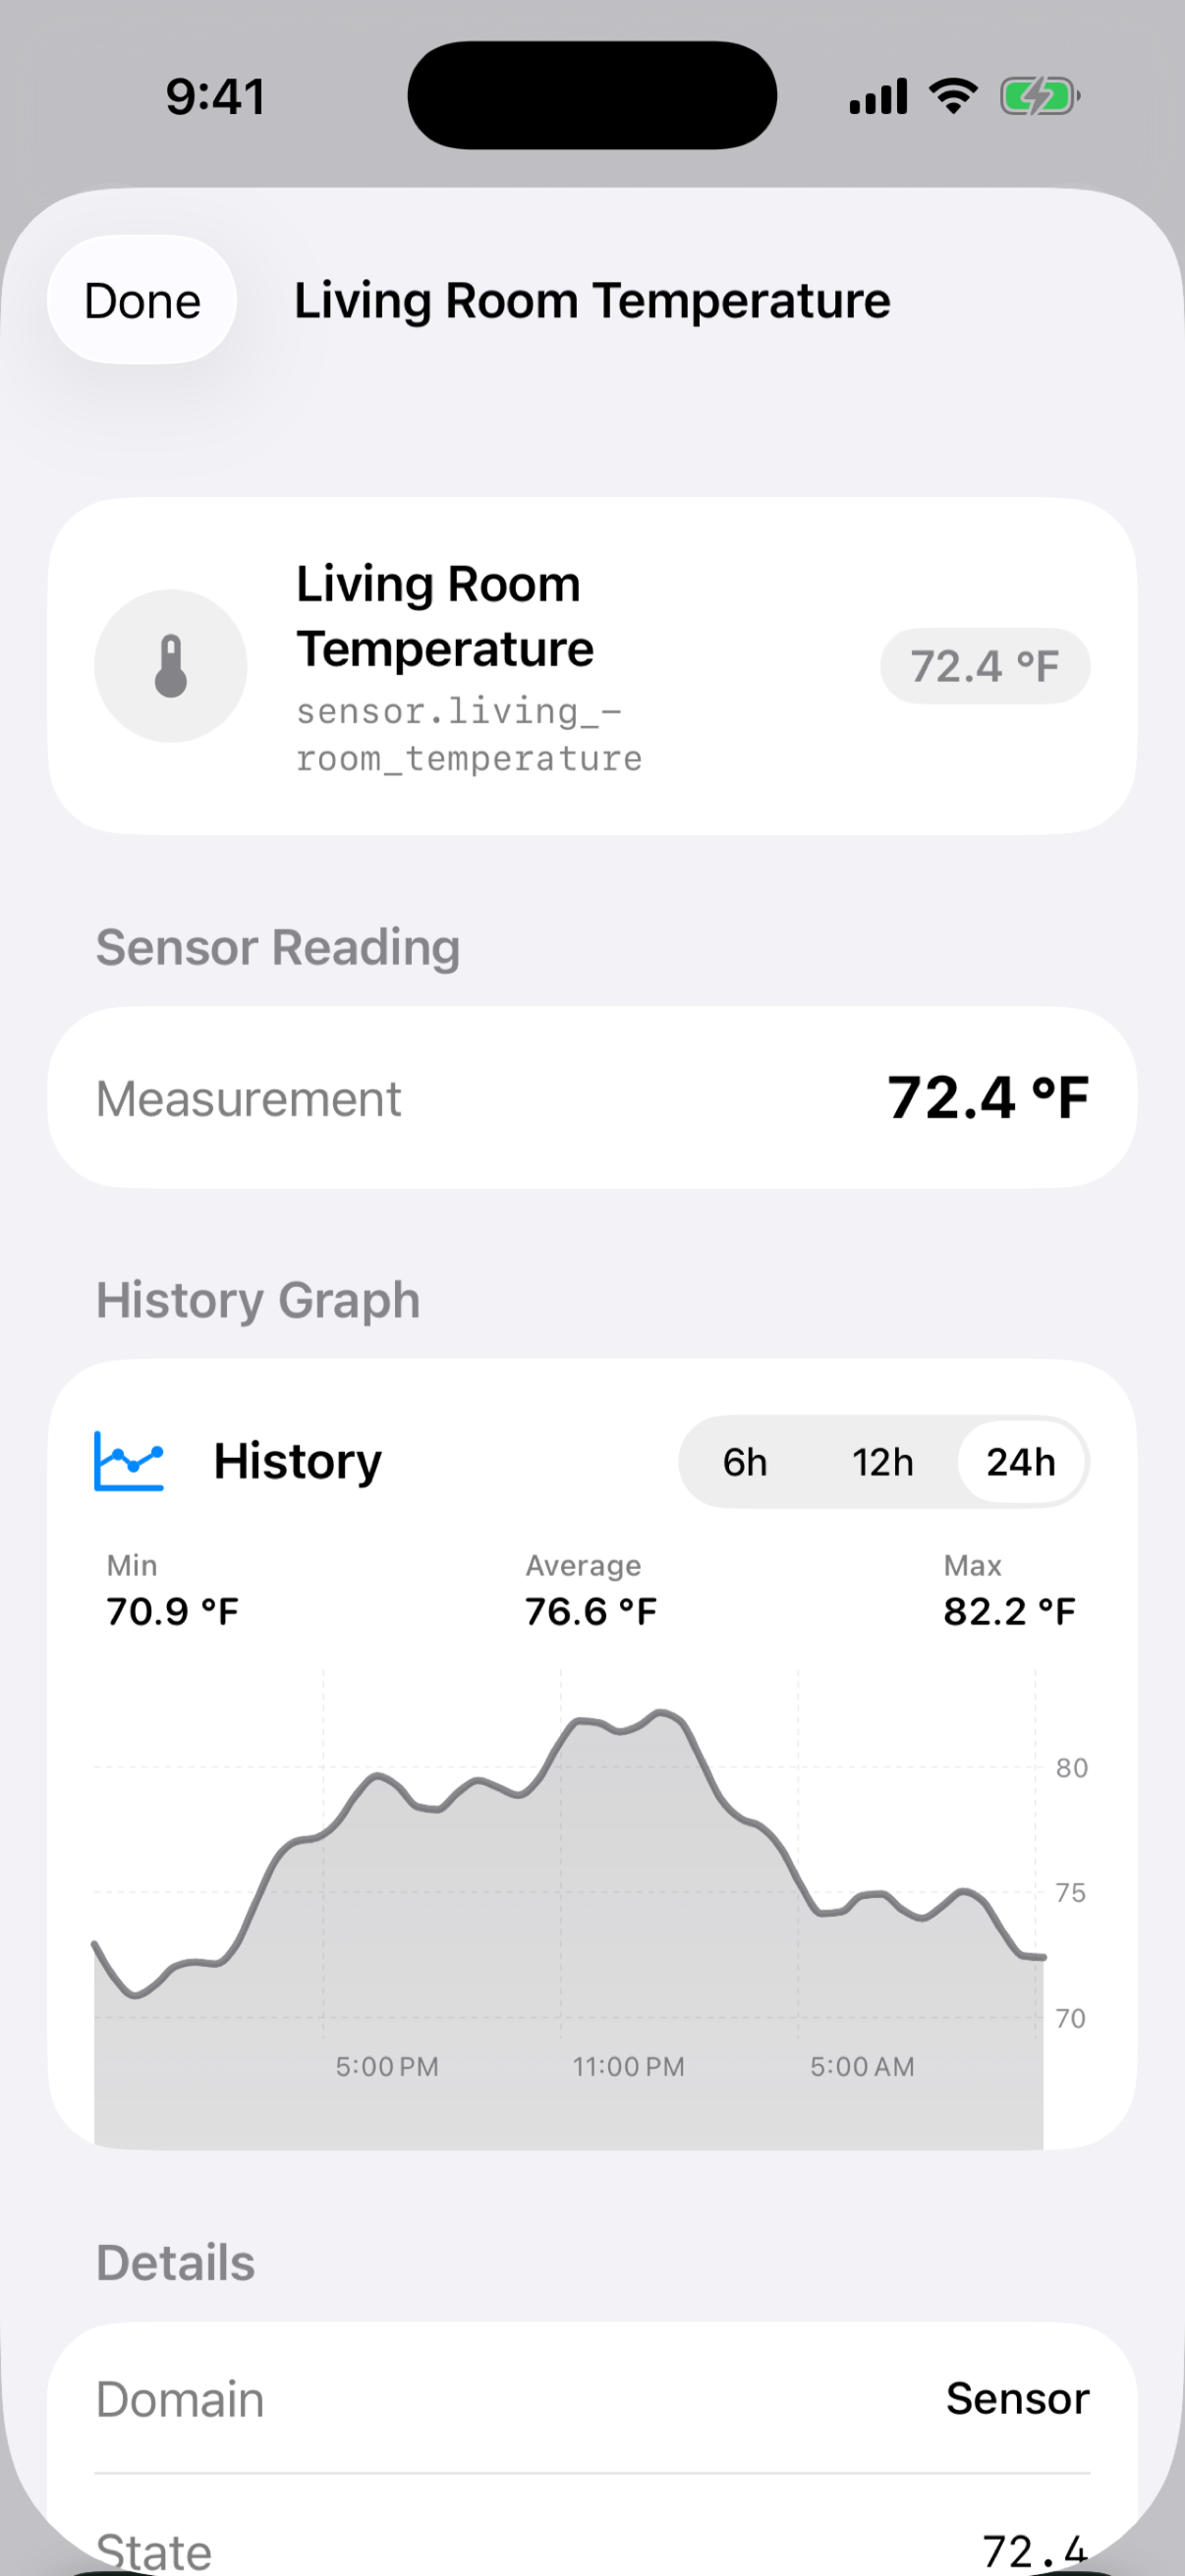 9:41
Done
Living Room Temperature
Living Room
Temperature
sensor.living_-
room_temperature
72.4 °F
Sensor Reading
Measurement
72.4 °F
History Graph
History
6h
12h
24h
Min
Average
Max
70.9 °F
76.6 °F
82.2 °F
80
75
70
5:00 PM
11:00 PM
5:00 AM
Details
Domain
Sensor
State
72.4